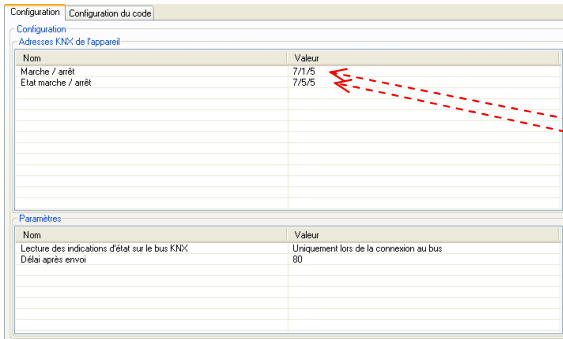 Configuration Configuration du code
Configuration
Adresses KNX de l'appareil
Nom Valeur
Marche / arrêt 7/1/5
Etat marche / arrêt 7/5/5
Paramètres
Nom Valeur
Lecture des indications d'état sur le bus KNX Uniquement lors de la connexion au bus
Délai après envoi 80